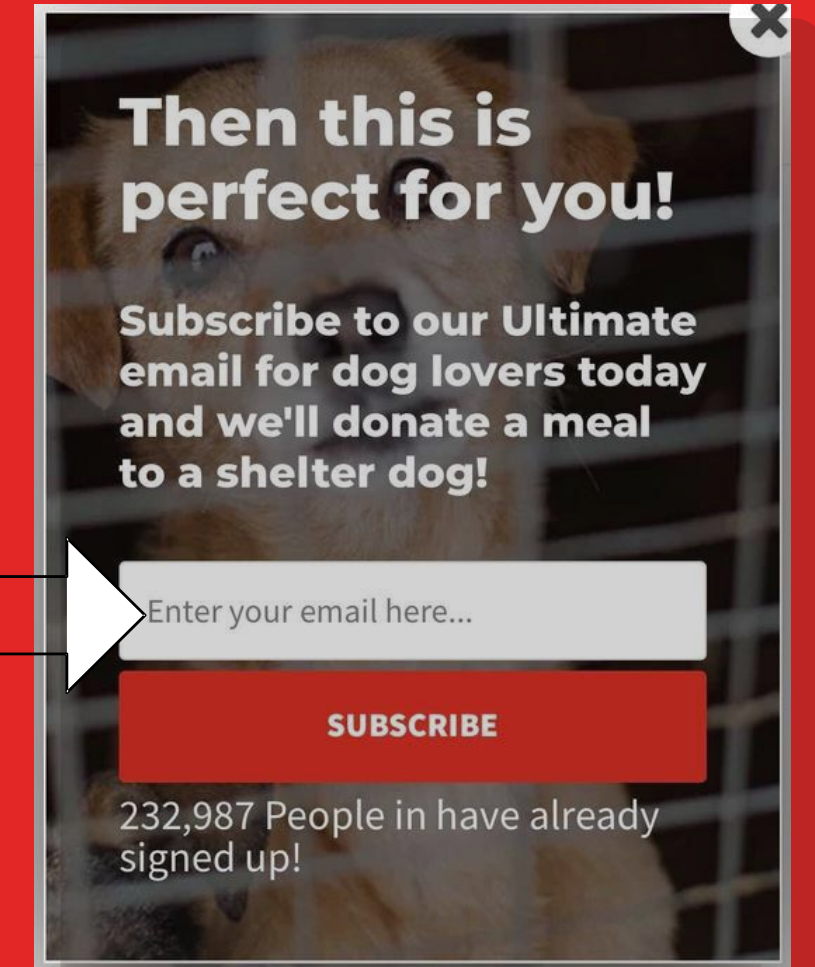 Then this is
perfect for you!
Subscribe to our Ultimate
email for dog lovers today
and we'll donate a meal
to a shelter dog!
Enter your email here...
SUBSCRIBE
232,987 People in have already
signed up!